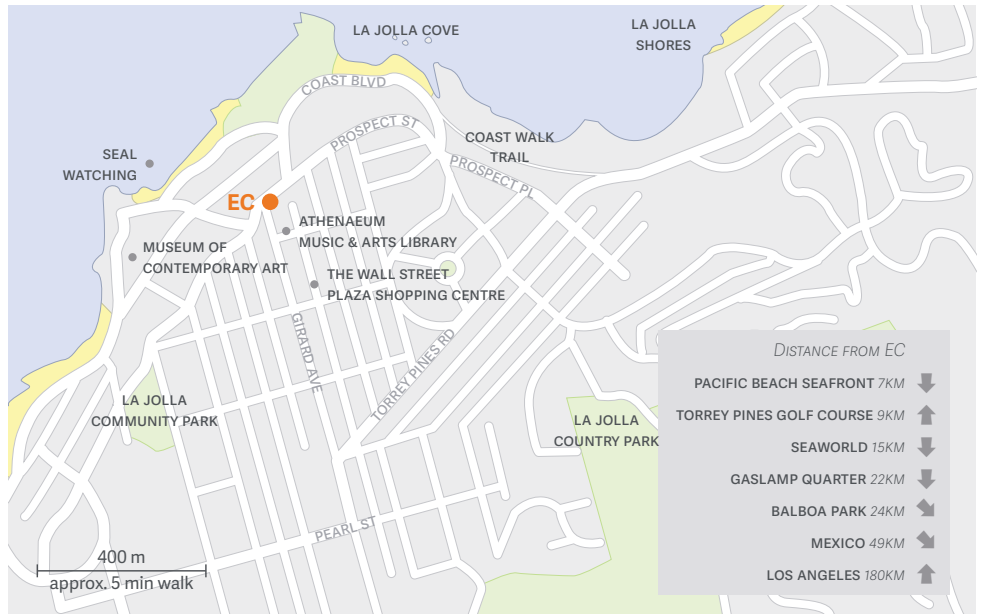 LA JOLLA COVE
LA JOLLA
SHORES
COAST BLVD
PROSPECT ST
COAST WALK
TRAIL
PROSPECT PL
SEAL
WATCHING
EC
ATHENAEUM
MUSIC & ARTS LIBRARY
MUSEUM OF
CONTEMPORARY ART
THE WALL STREET
PLAZA SHOPPING CENTRE
GIRARD AVE
TORREY PINES RD
LA JOLLA
COMMUNITY PARK
LA JOLLA
COUNTRY PARK
PEARL ST
400 m
approx. 5 min walk
DISTANCE FROM EC
PACIFIC BEACH SEAFRONT 7KM
TORREY PINES GOLF COURSE 9KM
SEAWORLD 15KM
GASLAMP QUARTER 22KM
BALBOA PARK 24KM
MEXICO 49KM
LOS ANGELES 180KM